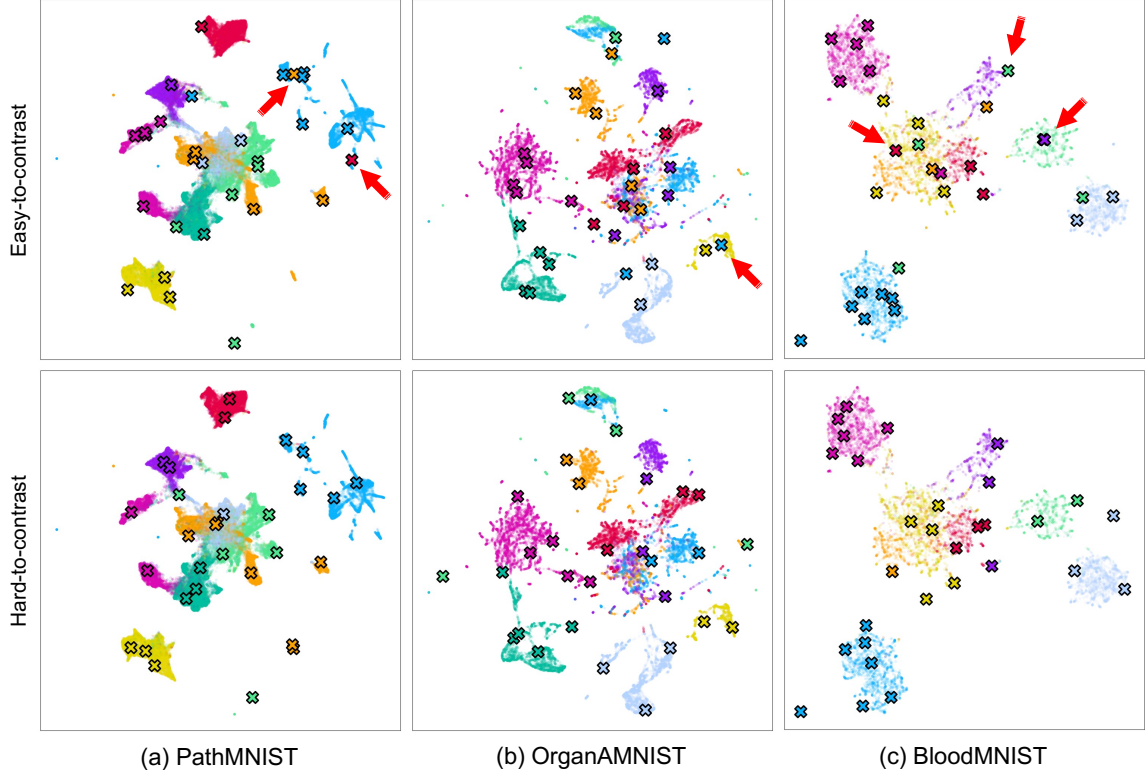 Easy-to-contrast
Hard-to-contrast
(a) PathMNIST
(b) OrganAMNIST
(c) BloodMNIST